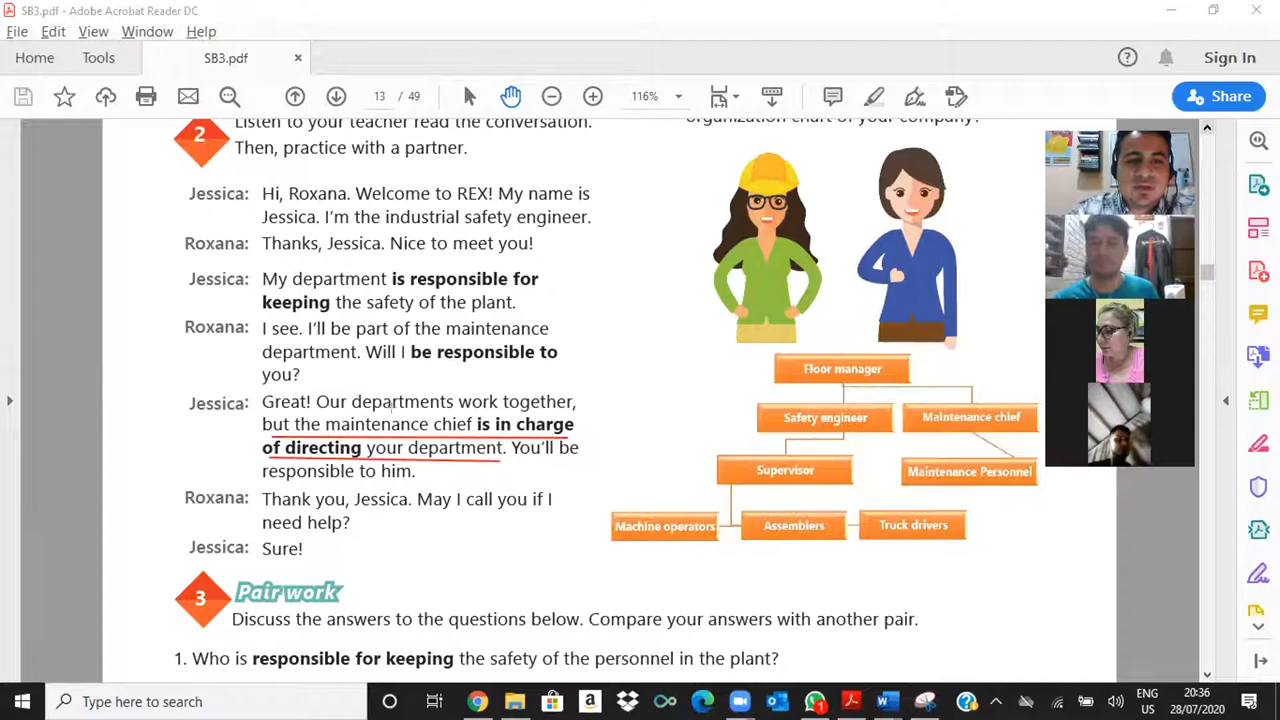 SB3.pdf - Adobe Acrobat Reader DC
File Edit View Window Help
Home Tools SB3.pdf × Sign In
13 / 49 116% Share
2 Listen to your teacher read the conversation.
Then, practice with a partner.
organization chart of your company?
Jessica: Hi, Roxana. Welcome to REX! My name is
Jessica. I'm the industrial safety engineer.
Roxana: Thanks, Jessica. Nice to meet you!
Jessica: My department is responsible for
keeping the safety of the plant.
Roxana: I see. I'll be part of the maintenance
department. Will I be responsible to
you?
Jessica: Great! Our departments work together,
but the maintenance chief is in charge
of directing your department. You'll be
responsible to him.
Roxana: Thank you, Jessica. May I call you if I
need help?
Jessica: Sure!
Floor manager
Safety engineer Maintenance chief
Supervisor Maintenance Personnel
Machine operators Assemblers Truck drivers
3 Pair work
Discuss the answers to the questions below. Compare your answers with another pair.
1. Who is responsible for keeping the safety of the personnel in the plant?
Type here to search
ENG 20:36
US 28/07/2020